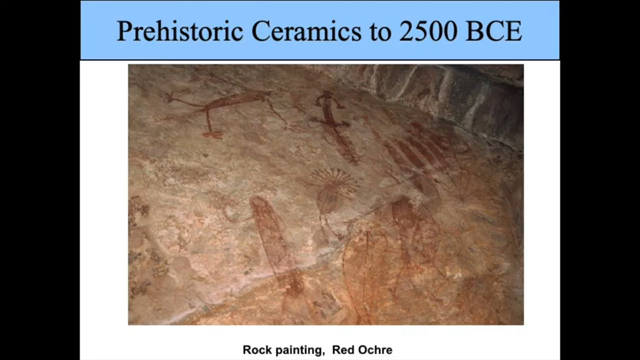 Prehistoric Ceramics to 2500 BCE
Rock painting, Red Ochre